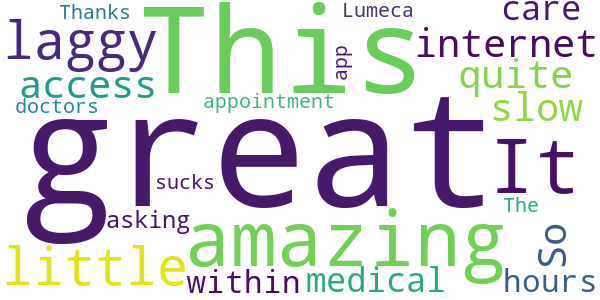 Thanks
This
Lumeca
care
laggy
app
internet
access
quite
doctors
appointment
slow
great
It
sucks
asking
The
amazing
So
little
within
medical
hours